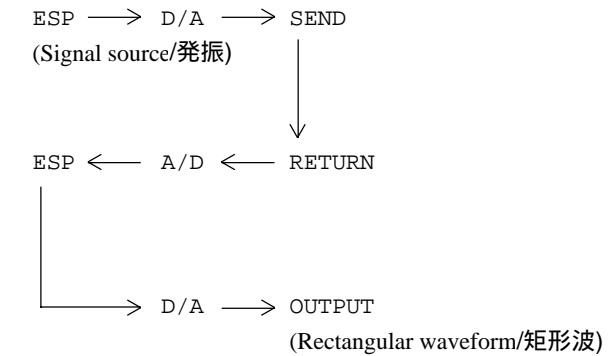 ESP D/A SEND
(Signal source/発振)
ESP A/D RETURN
D/A OUTPUT
(Rectangular waveform/矩形波)